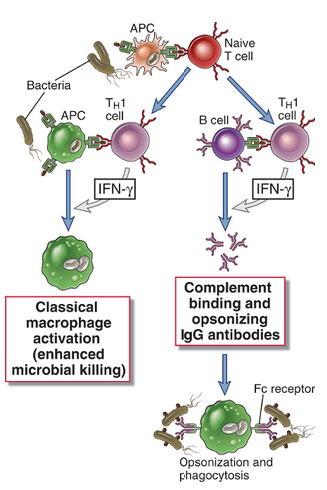 APC
Naive
T cell
Bacteria
APC
TH1
cell
B cell
TH1
cell
IFN-γ
IFN-γ
Classical
macrophage
activation
(enhanced
microbial killing)
Complement
binding and
opsonizing
IgG antibodies
Fc receptor
Opsonization and
phagocytosis